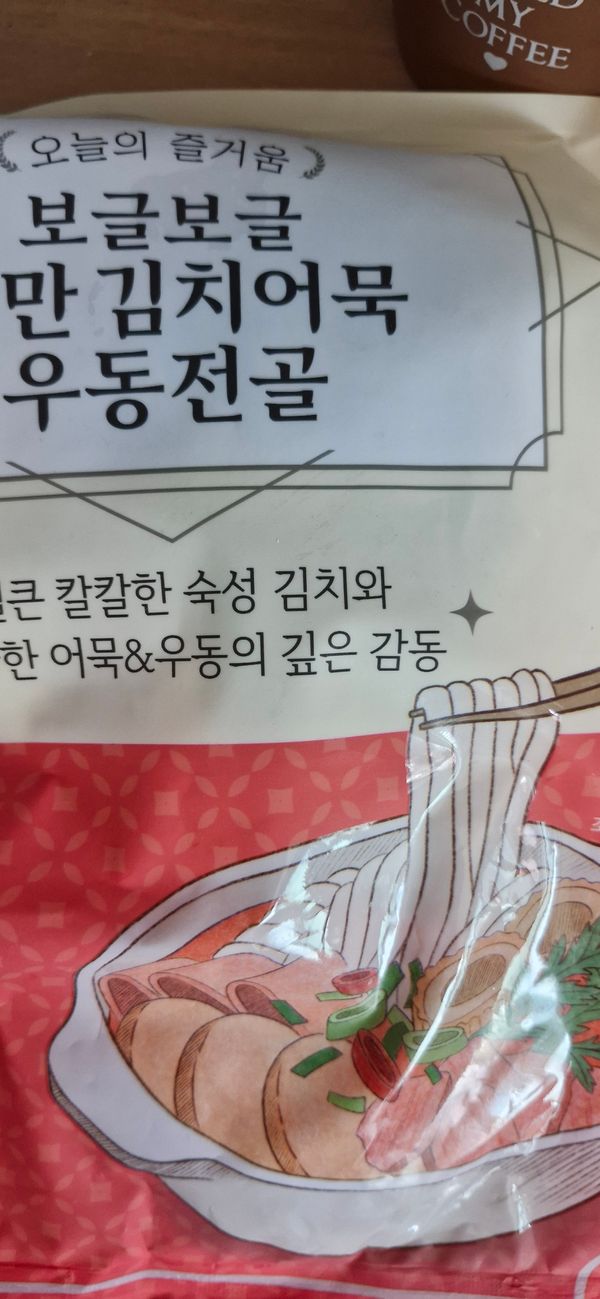 MY
COFFEE
오늘의 즐거움
보글보글
만 김치어묵
우동전골
큰 칼칼한 숙성 김치와
한 어묵&우동의 깊은 감동